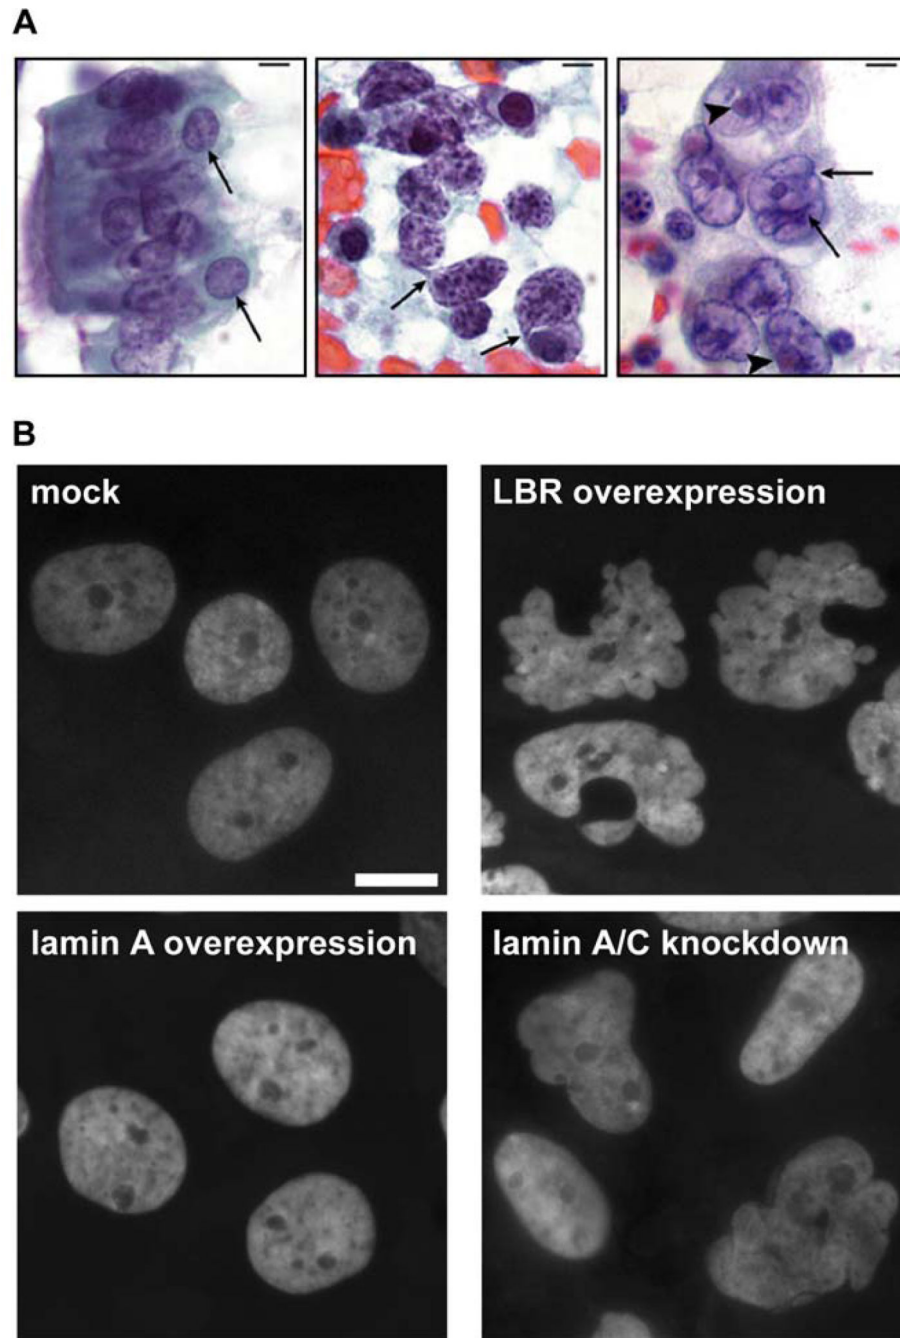 A
B
mock
LBR overexpression
lamin A overexpression
lamin A/C knockdown